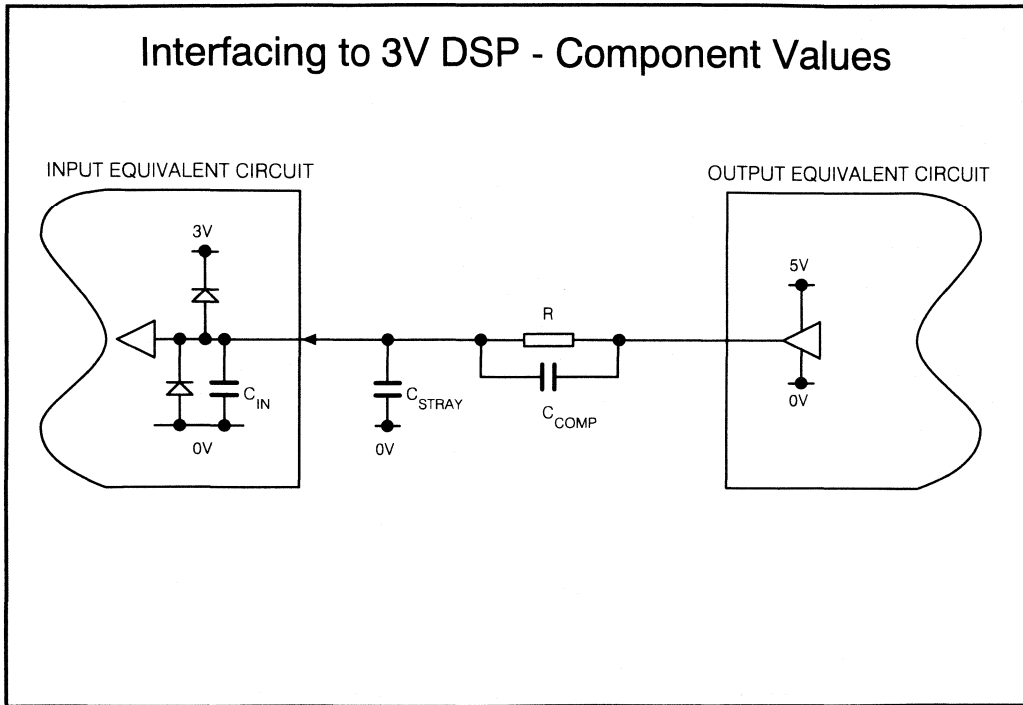 Interfacing to 3V DSP - Component Values
INPUT EQUIVALENT CIRCUIT
OUTPUT EQUIVALENT CIRCUIT
3V
5V
R
C_IN
C_STRAY
C_COMP
0V
0V
0V